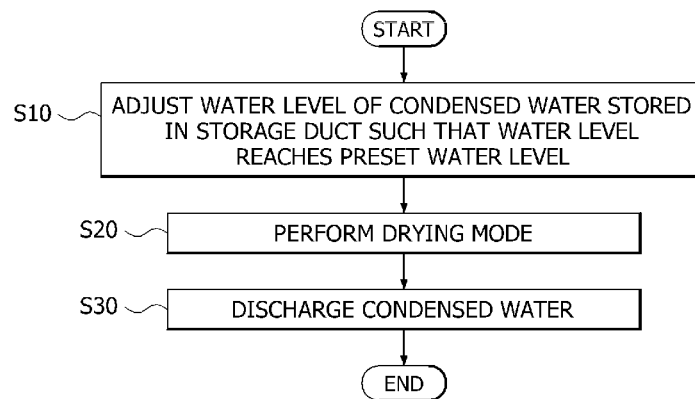 START
S10
ADJUST WATER LEVEL OF CONDENSED WATER STORED
IN STORAGE DUCT SUCH THAT WATER LEVEL
REACHES PRESET WATER LEVEL
S20
PERFORM DRYING MODE
S30
DISCHARGE CONDENSED WATER
END